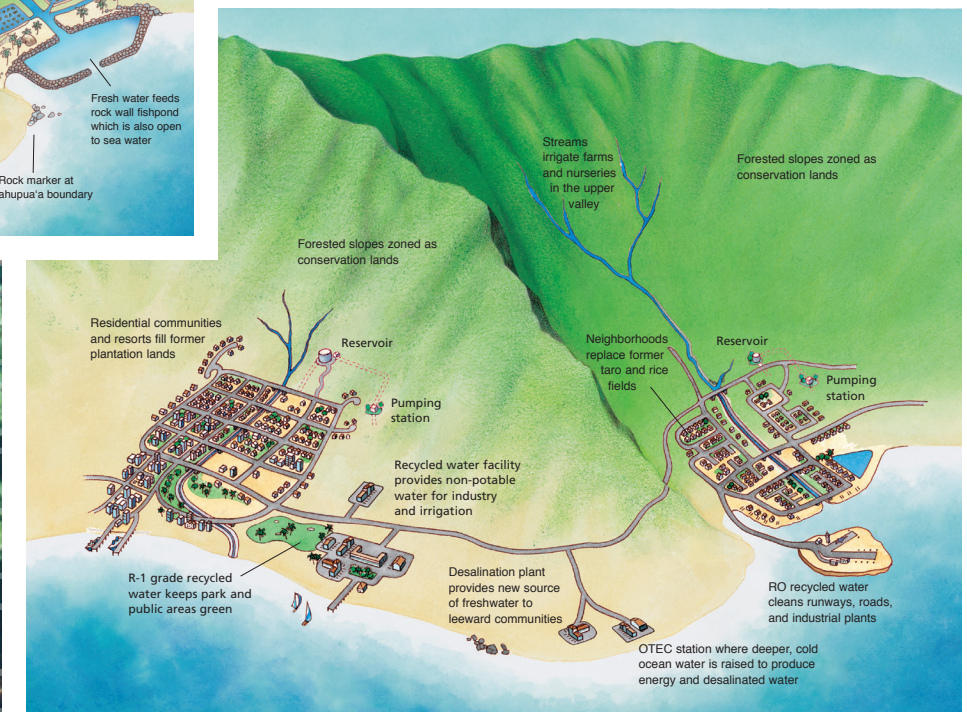 Fresh water feeds
rock wall fishpond
which is also open
to sea water
Rock marker at
ahupua‘a boundary
Streams
irrigate farms
and nurseries
in the upper
valley
Forested slopes zoned as
conservation lands
Forested slopes zoned as
conservation lands
Residential communities
and resorts fill former
plantation lands
Reservoir
Pumping
station
Neighborhoods
replace former
taro and rice
fields
Reservoir
Pumping
station
Recycled water facility
provides non-potable
water for industry
and irrigation
R-1 grade recycled
water keeps park and
public areas green
Desalination plant
provides new source
of freshwater to
leeward communities
RO recycled water
cleans runways, roads,
and industrial plants
OTEC station where deeper, cold
ocean water is raised to produce
energy and desalinated water